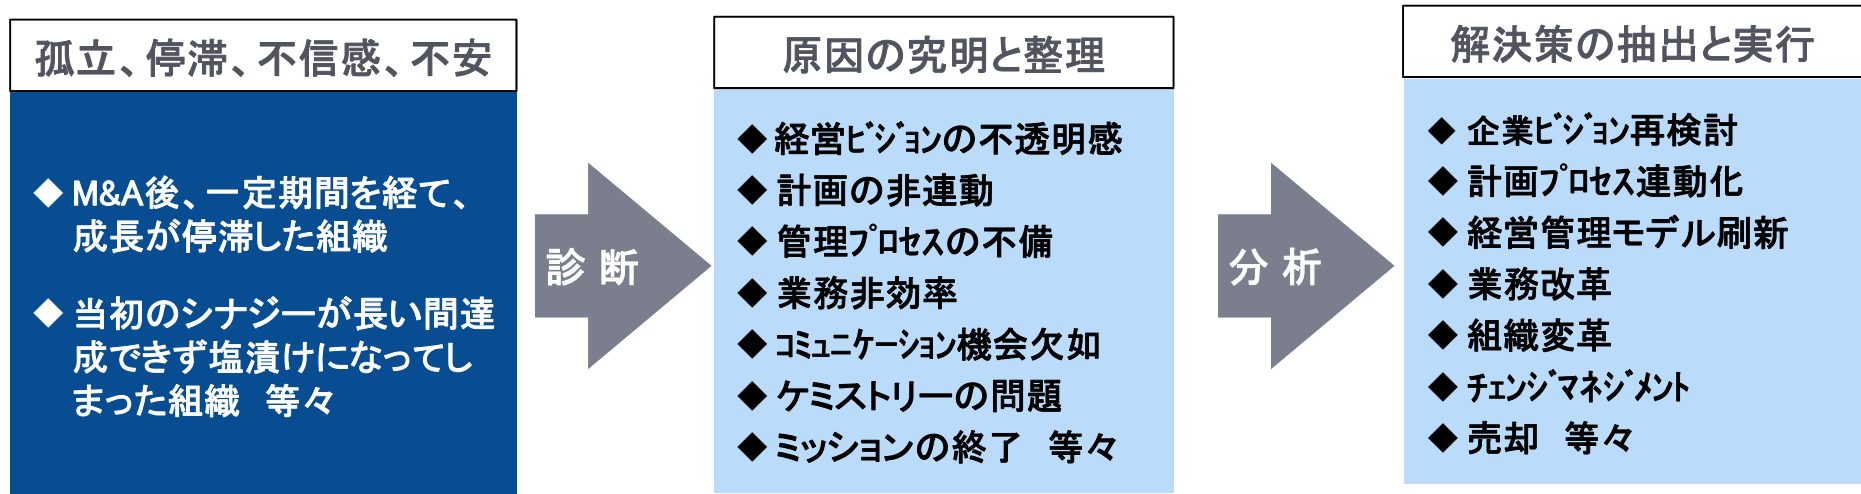 孤立、停滞、不信感、不安
◆ M&A後、一定期間を経て、
成長が停滞した組織
◆ 当初のシナジーが長い間達
成できず塩漬けになってし
まった組織　等々
診 断
原因の究明と整理
◆ 経営ﾋﾞｼﾞｮﾝの不透明感
◆ 計画の非連動
◆ 管理ﾌﾟﾛｾｽの不備
◆ 業務非効率
◆ ｺﾐｭﾆｹｰｼｮﾝ機会欠如
◆ ケミストリーの問題
◆ ミッションの終了　等々
分 析
解決策の抽出と実行
◆ 企業ﾋﾞｼﾞｮﾝ再検討
◆ 計画ﾌﾟﾛｾｽ連動化
◆ 経営管理モデル刷新
◆ 業務改革
◆ 組織変革
◆ ﾁｪﾝｼﾞﾏﾈｼﾞﾒﾝﾄ
◆ 売却　等々